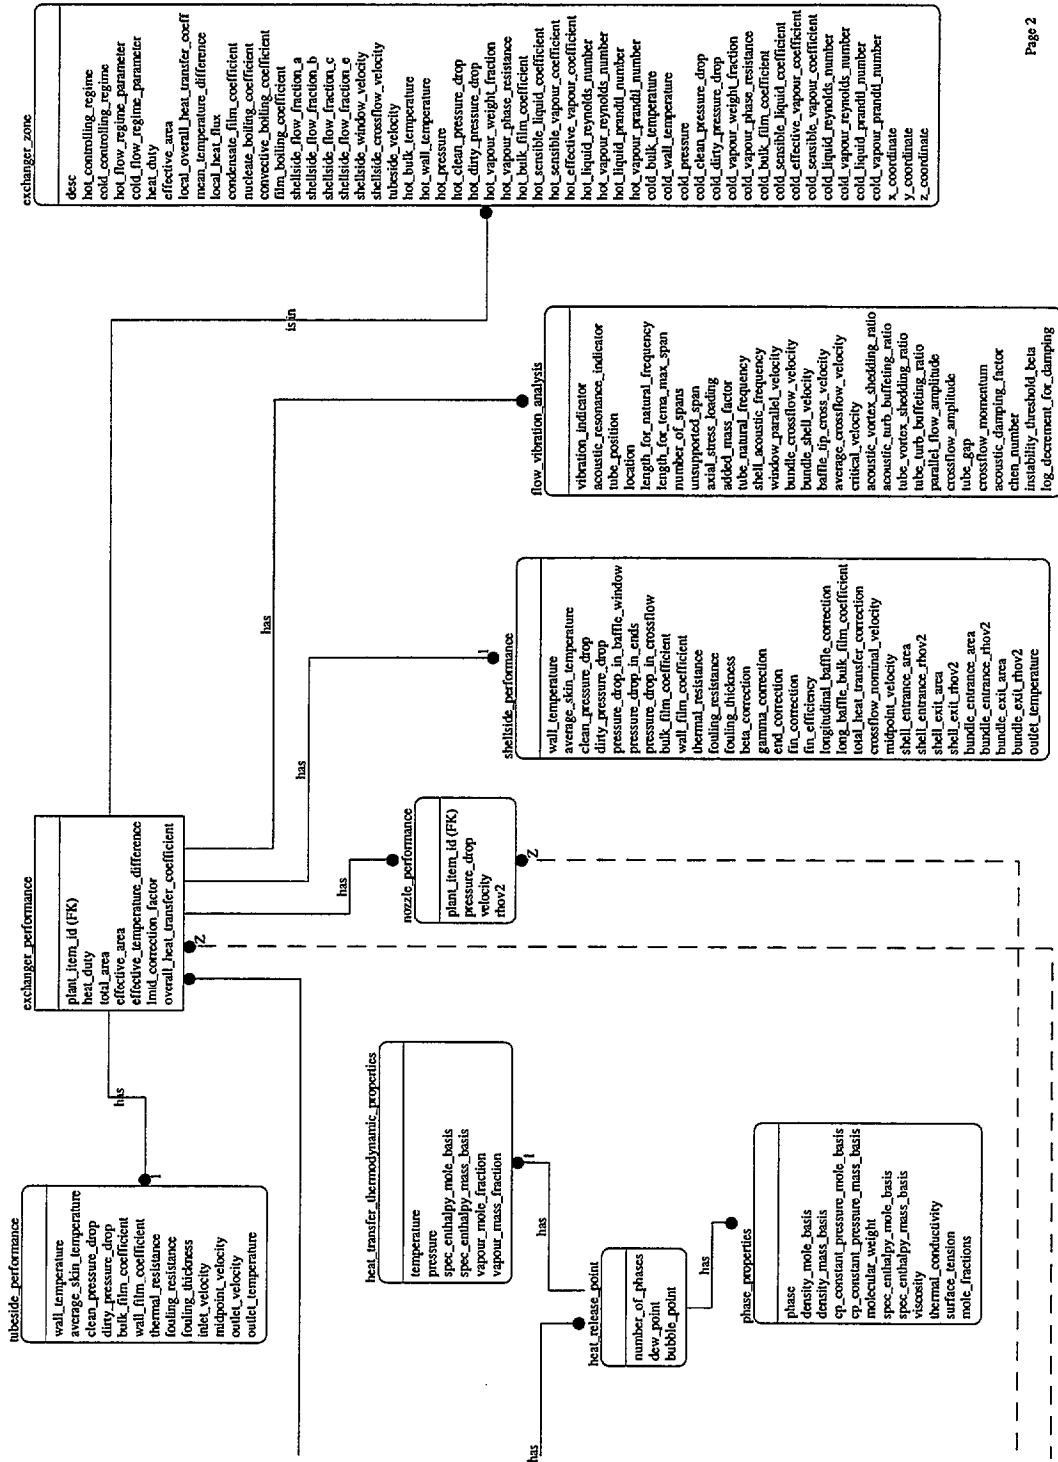 tubeside_performance
wall_temperature
average_skin_temperature
clean_pressure_drop
dirty_pressure_drop
bulk_film_coefficient
wall_film_coefficient
thermal_resistance
fouling_resistance
fouling_thickness
inlet_velocity
midpoint_velocity
outlet_velocity
outlet_temperature
has
1
exchanger_performance
plant_item_id (FK)
heat_duty
total_area
effective_area
effective_temperature_difference
lmtd_correction_factor
overall_heat_transfer_coefficient
Z
is in
exchanger_zone
desc
hot_controlling_regime
cold_controlling_regime
hot_flow_regime_parameter
cold_flow_regime_parameter
heat_duty
effective_area
local_overall_heat_transfer_coeff
mean_temperature_difference
local_heat_flux
condensate_film_coefficient
nucleate_boiling_coefficient
convective_boiling_coefficient
film_boiling_coefficient
shellside_flow_fraction_a
shellside_flow_fraction_b
shellside_flow_fraction_c
shellside_flow_fraction_e
shellside_window_velocity
shellside_crossflow_velocity
tubeside_velocity
hot_bulk_temperature
hot_wall_temperature
hot_pressure
hot_clean_pressure_drop
hot_dirty_pressure_drop
hot_vapour_weight_fraction
hot_vapour_phase_resistance
hot_bulk_film_coefficient
hot_sensible_liquid_coefficient
hot_sensible_vapour_coefficient
hot_effective_vapour_coefficient
hot_liquid_reynolds_number
hot_vapour_reynolds_number
hot_liquid_prandtl_number
hot_vapour_prandtl_number
cold_bulk_temperature
cold_wall_temperature
cold_pressure
cold_clean_pressure_drop
cold_dirty_pressure_drop
cold_vapour_weight_fraction
cold_vapour_phase_resistance
cold_bulk_film_coefficient
cold_sensible_liquid_coefficient
cold_effective_vapour_coefficient
cold_sensible_vapour_coefficient
cold_liquid_reynolds_number
cold_vapour_reynolds_number
cold_liquid_prandtl_number
cold_vapour_prandtl_number
x_coordinate
y_coordinate
z_coordinate
has
flow_vibration_analysis
vibration_indicator
acoustic_resonance_indicator
tube_position
location
length_for_natural_frequency
length_for_tema_max_span
number_of_spans
unsupported_span
axial_stress_loading
added_mass_factor
tube_natural_frequency
shell_acoustic_frequency
window_parallel_velocity
bundle_crossflow_velocity
bundle_shell_velocity
baffle_tip_cross_velocity
average_crossflow_velocity
critical_velocity
acoustic_vortex_shedding_ratio
acoustic_turb_buffeting_ratio
tube_vortex_shedding_ratio
tube_turb_buffeting_ratio
parallel_flow_amplitude
crossflow_amplitude
tube_gap
crossflow_momentum
acoustic_damping_factor
chen_number
instability_threshold_beta
log_decrement_for_damping
has
1
shellside_performance
wall_temperature
average_skin_temperature
clean_pressure_drop
dirty_pressure_drop
pressure_drop_in_baffle_window
pressure_drop_in_ends
pressure_drop_in_crossflow
bulk_film_coefficient
wall_film_coefficient
thermal_resistance
fouling_resistance
fouling_thickness
beta_correction
gamma_correction
end_correction
fin_correction
fin_efficiency
longitudinal_baffle_correction
long_baffle_bulk_film_coefficient
total_heat_transfer_correction
crossflow_nominal_velocity
midpoint_velocity
shell_entrance_area
shell_entrance_rhov2
shell_exit_area
shell_exit_rhov2
bundle_entrance_area
bundle_entrance_rhov2
bundle_exit_area
bundle_exit_rhov2
outlet_temperature
has
nozzle_performance
plant_item_id (FK)
pressure_drop
velocity
rhov2
Z
heat_transfer_thermodynamic_properties
temperature
pressure
spec_enthalpy_mole_basis
spec_enthalpy_mass_basis
vapour_mole_fraction
vapour_mass_fraction
1
has
has
heat_release_point
number_of_phases
dew_point
bubble_point
has
phase_properties
phase
density_mole_basis
density_mass_basis
cp_constant_pressure_mole_basis
cp_constant_pressure_mass_basis
molecular_weight
spec_enthalpy_mole_basis
spec_enthalpy_mass_basis
viscosity
thermal_conductivity
surface_tension
mole_fractions
Page 2